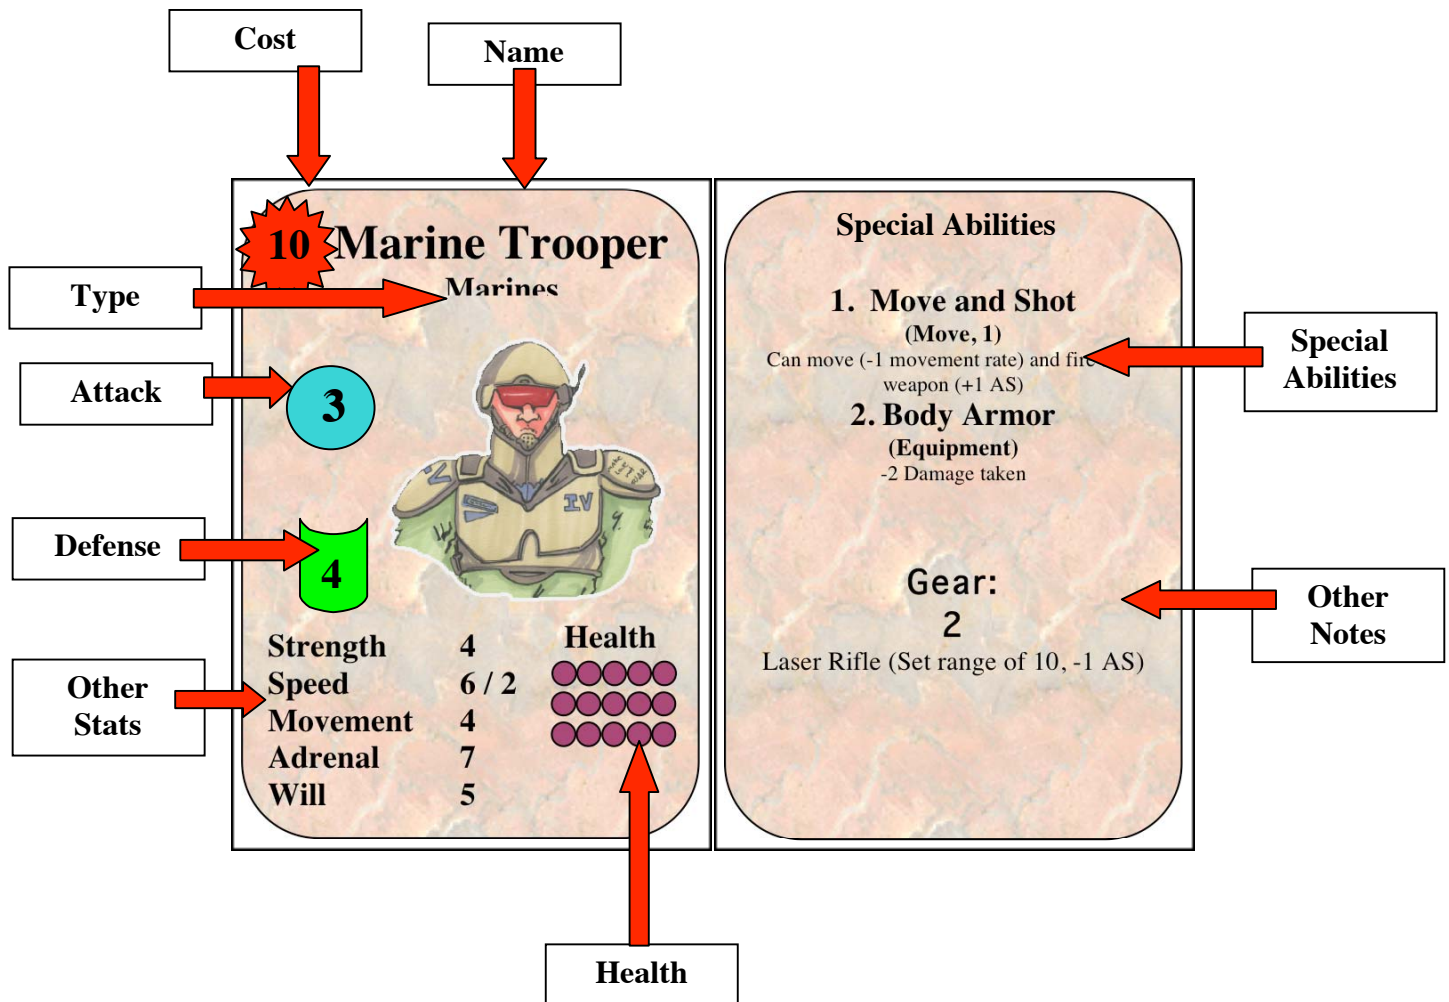 Cost
Name
10
Marine Trooper
Marines
Type
Attack
3
Defense
4
IV
IV
Other
Stats
Strength 4
Speed 6 / 2
Movement 4
Adrenal 7
Will 5
Health
Health
Special Abilities
1. Move and Shot
(Move, 1)
Can move (-1 movement rate) and fire
weapon (+1 AS)
2. Body Armor
(Equipment)
-2 Damage taken
Gear:
2
Laser Rifle (Set range of 10, -1 AS)
Special
Abilities
Other
Notes